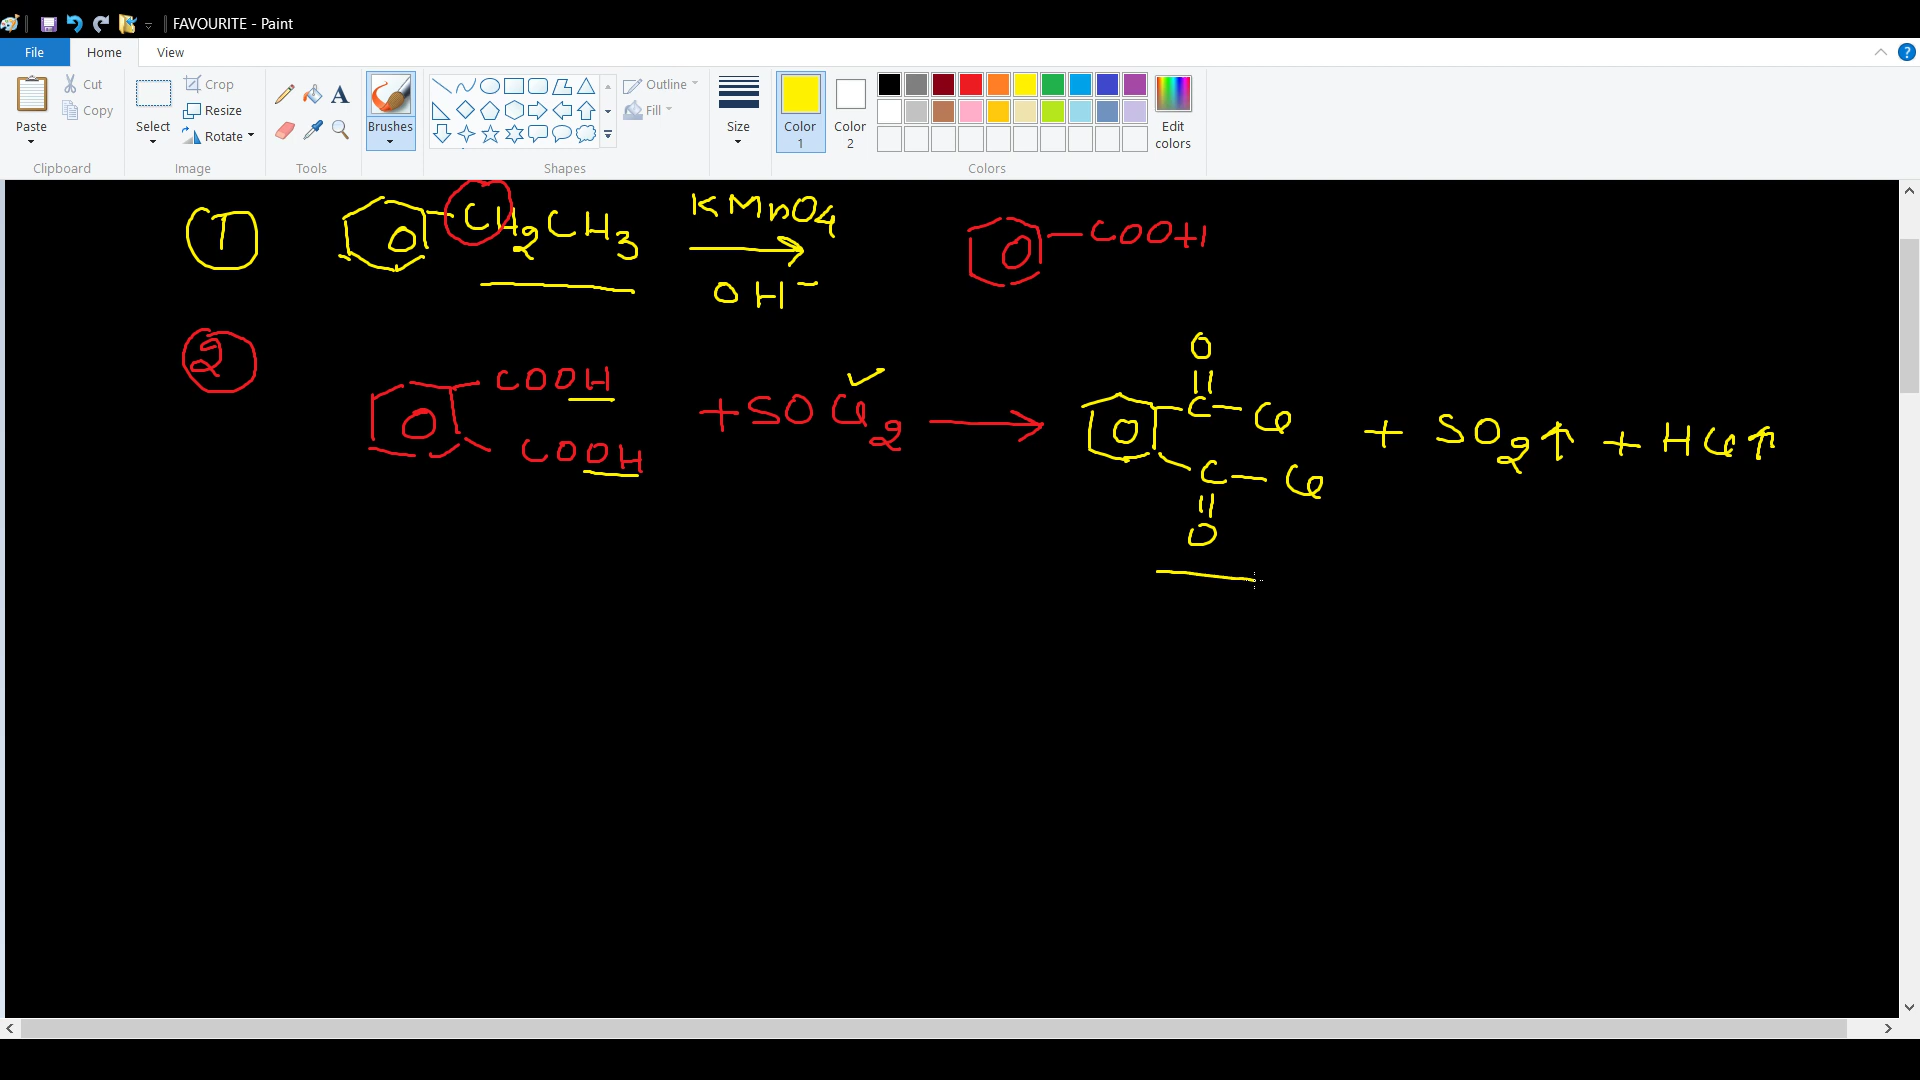 FAVOURITE - Paint
File Home View
Cut Crop Outline
Copy Resize Fill
Paste Select Rotate Brushes Size Color 1 Color 2 Edit colors
Clipboard Image Tools Shapes Colors
1 CH2CH3 KMnO4 COOH
OH-
2 COOH + SOCl2 C - Cl + SO2↑ + HCl↑
O
COOH C - Cl
O